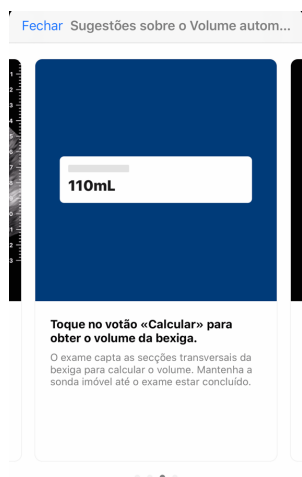 Fechar Sugestões sobre o Volume autom...
110mL
Toque no votão «Calcular» para
obter o volume da bexiga.
O exame capta as secções transversais da
bexiga para calcular o volume. Mantenha a
sonda imóvel até o exame estar concluído.